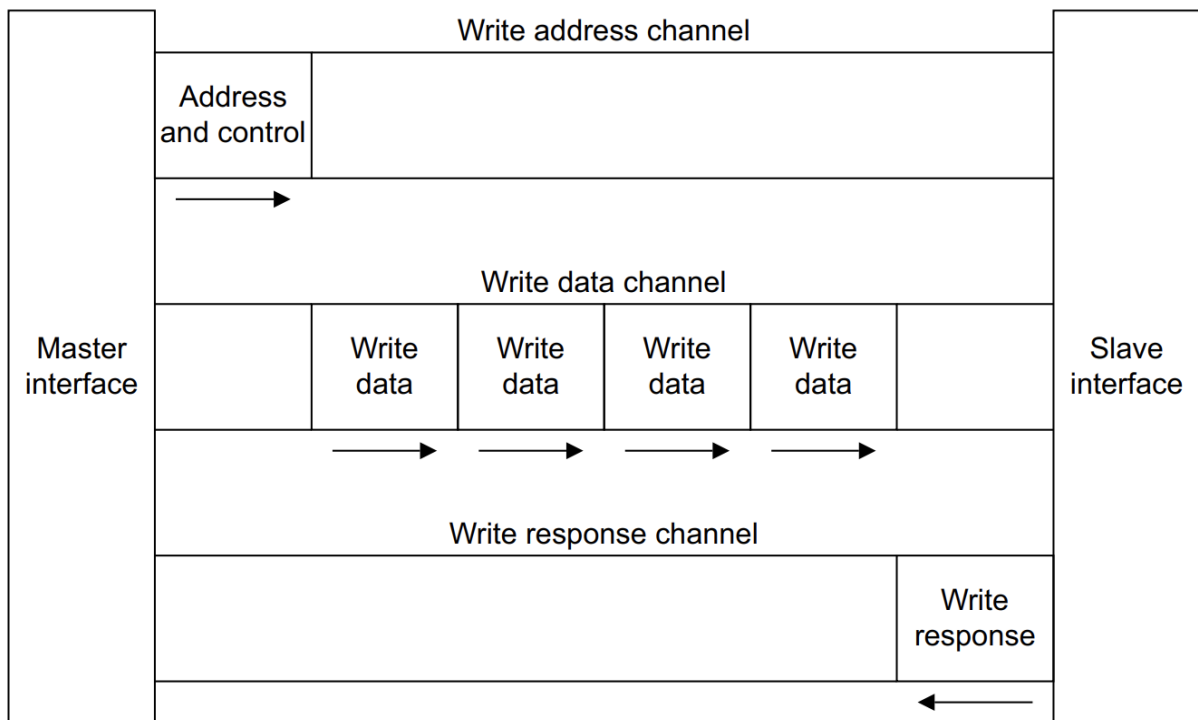 Write address channel
Address
and control
Write data channel
Master
interface
Write
data
Write
data
Write
data
Write
data
Slave
interface
Write response channel
Write
response